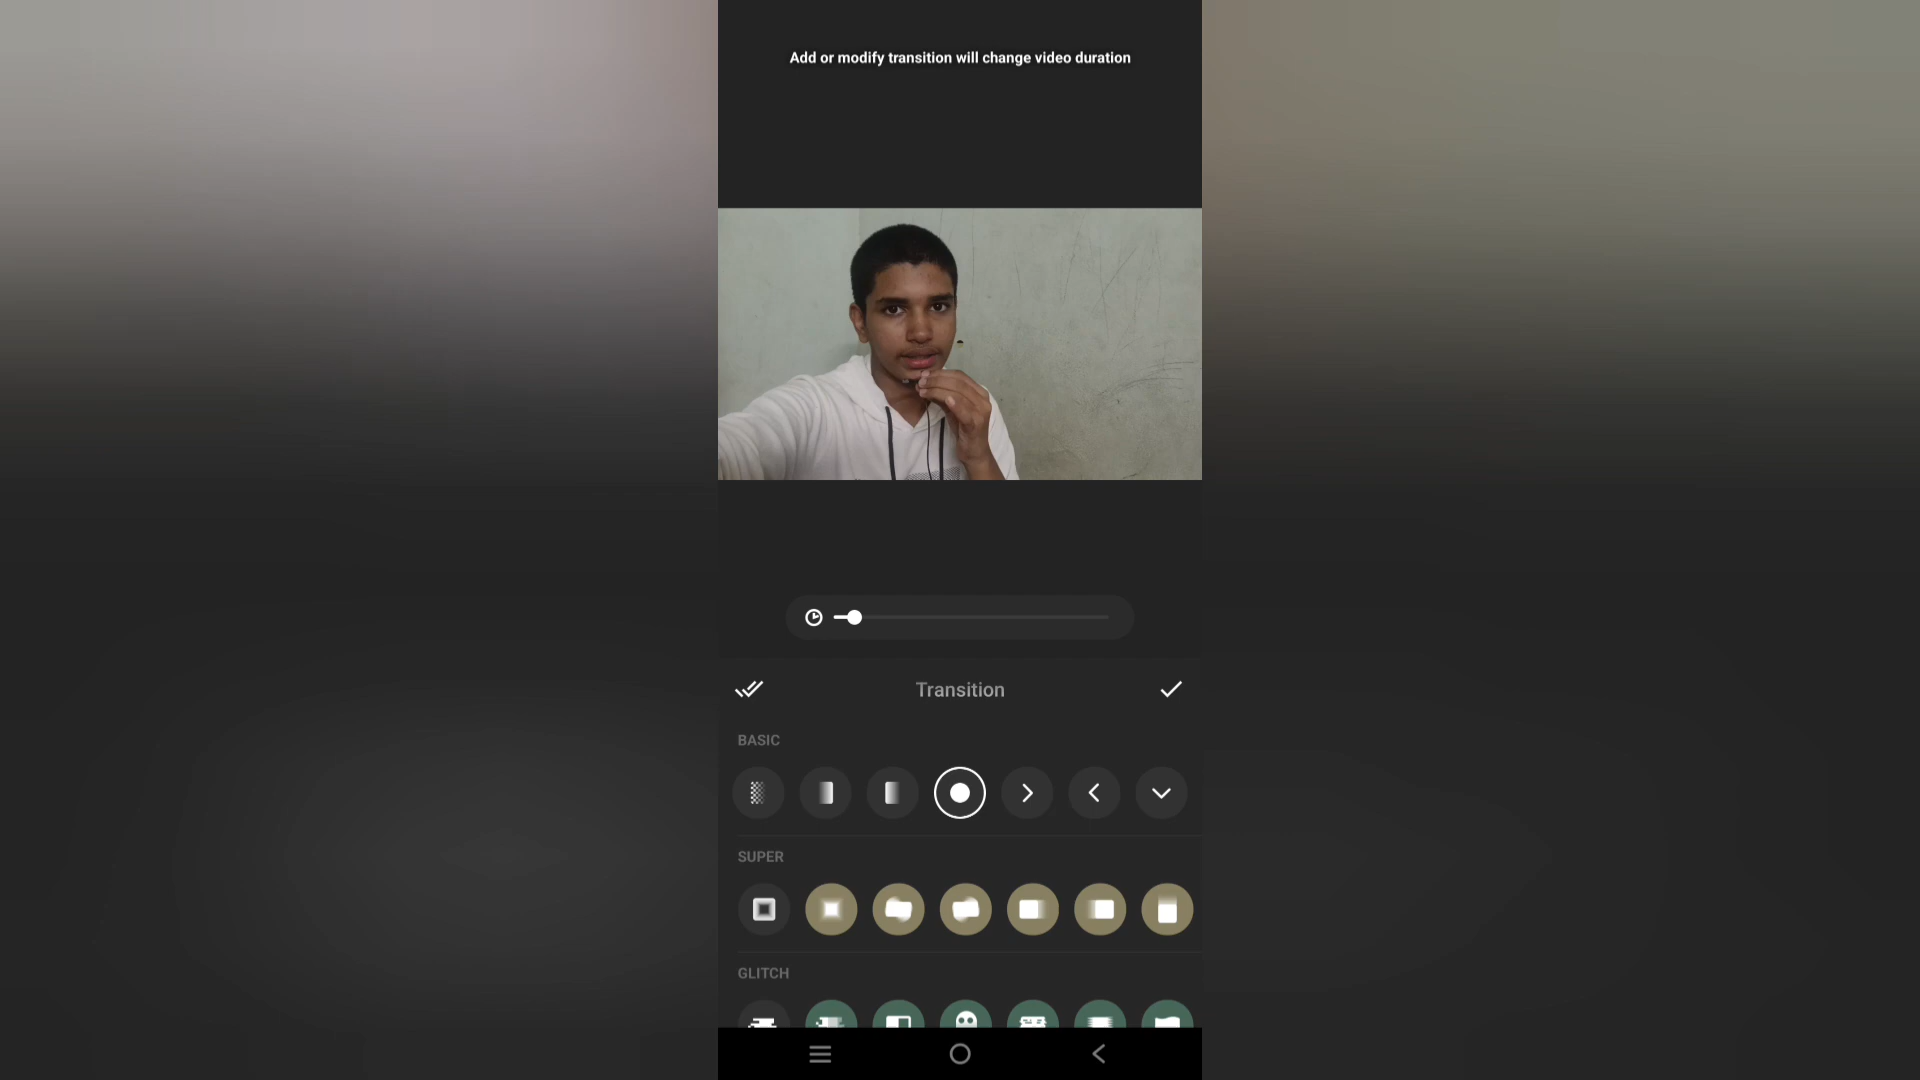 Add or modify transition will change video duration
Transition
BASIC
SUPER
GLITCH